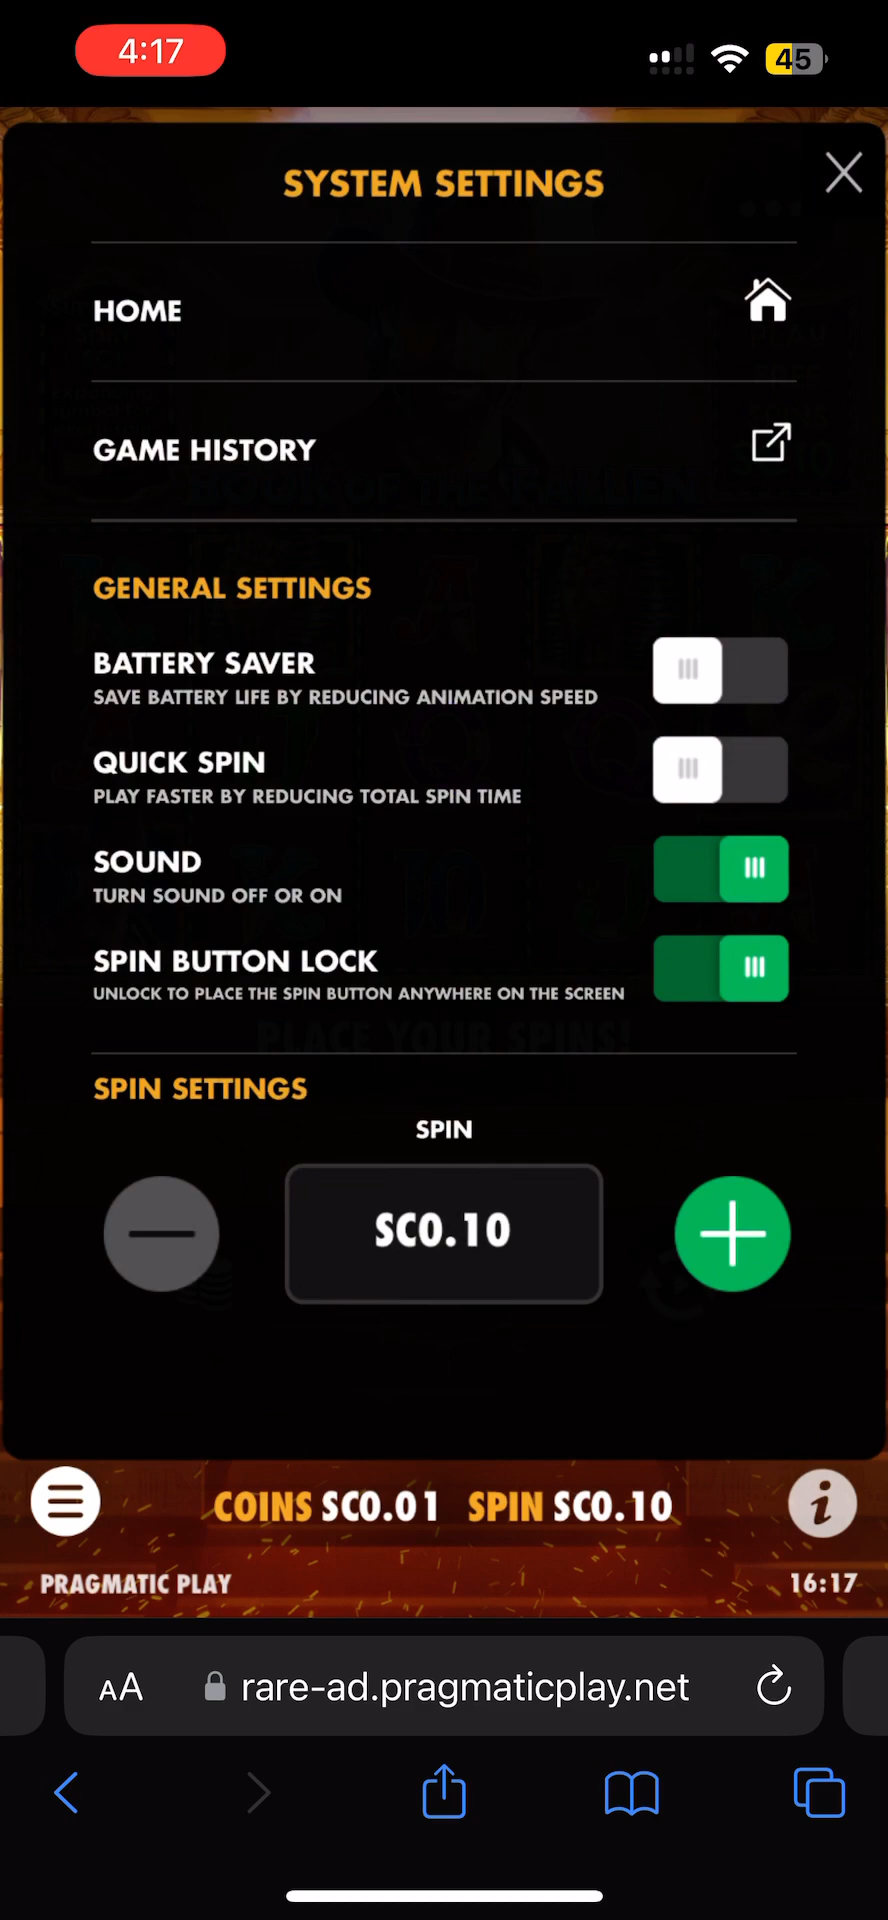 4:17
45
SYSTEM SETTINGS
HOME
GAME HISTORY
GENERAL SETTINGS
BATTERY SAVER
SAVE BATTERY LIFE BY REDUCING ANIMATION SPEED
QUICK SPIN
PLAY FASTER BY REDUCING TOTAL SPIN TIME
SOUND
TURN SOUND OFF OR ON
SPIN BUTTON LOCK
UNLOCK TO PLACE THE SPIN BUTTON ANYWHERE ON THE SCREEN
PLACE YOUR SPINS!
SPIN SETTINGS
SPIN
SC0.10
COINS SC0.01 SPIN SC0.10
PRAGMATIC PLAY
16:17
AA rare-ad.pragmaticplay.net